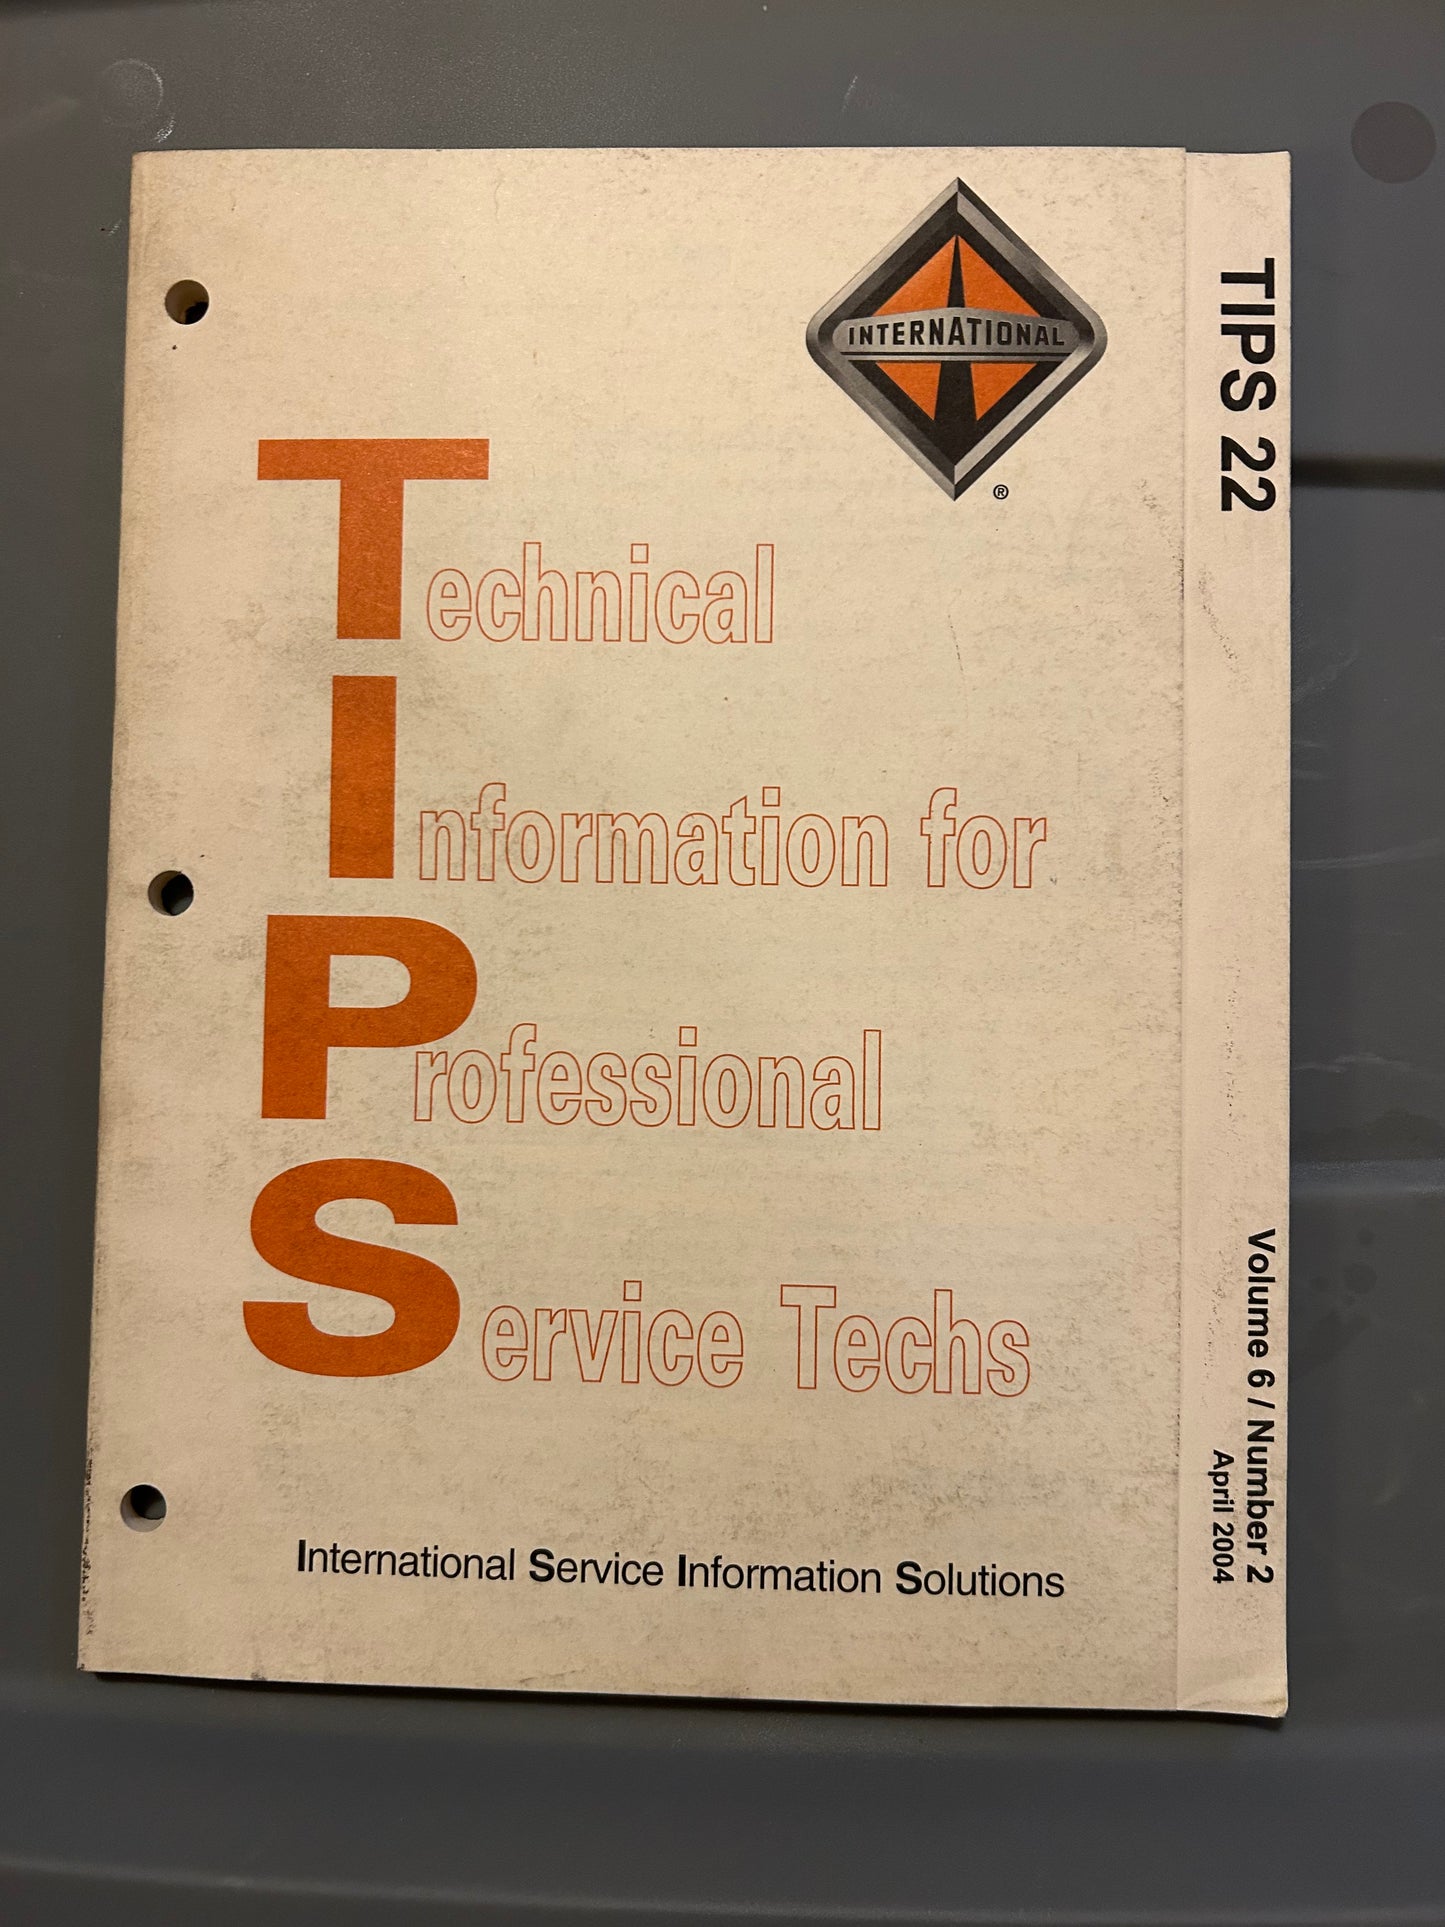 INTERNATIONAL
®
Technical
Information for
Professional
Service Techs
International Service Information Solutions
TIPS 22
Volume 6 / Number 2
April 2004